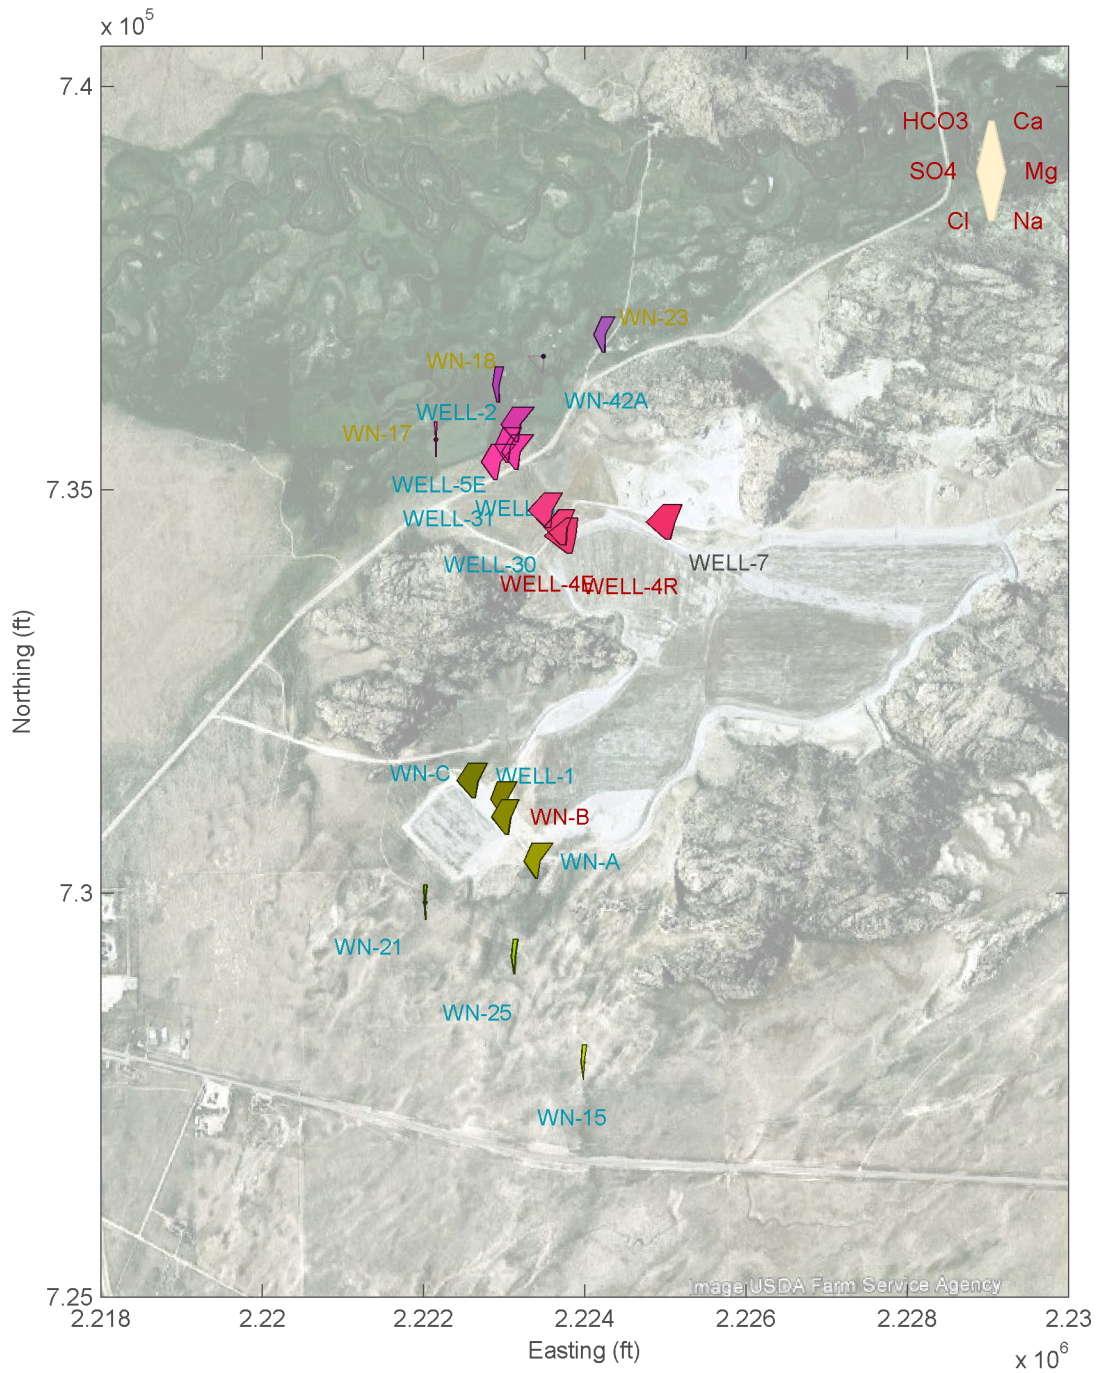 x 10^5
7.4
HCO3 Ca
SO4 Mg
Cl Na
WN-23
WN-18
WN-42A
WELL-2
WN-17
WELL-5E
7.35
WELL
WELL-31
WELL-30
WELL-7
WELL-4E
WELL-4R
Northing (ft)
WN-C
WELL-1
WN-B
WN-A
7.3
WN-21
WN-25
WN-15
Image USDA Farm Service Agency
7.25
2.218 2.22 2.222 2.224 2.226 2.228 2.23
Easting (ft)
x 10^6